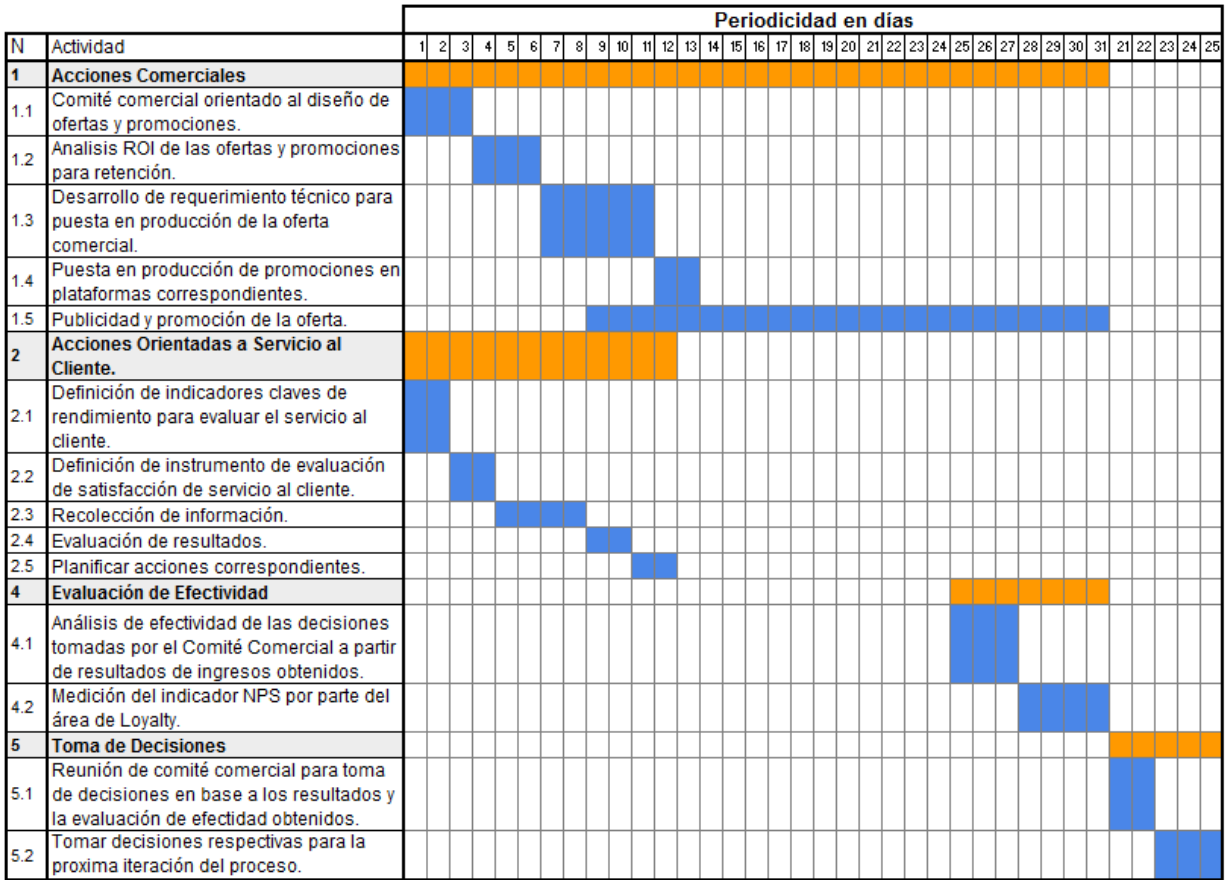 Periodicidad en días
N Actividad 1 2 3 4 5 6 7 8 9 10 11 12 13 14 15 16 17 18 19 20 21 22 23 24 25 26 27 28 29 30 31 21 22 23 24 25
1 Acciones Comerciales
1.1 Comité comercial orientado al diseño de
ofertas y promociones.
1.2 Analisis ROI de las ofertas y promociones
para retención.
1.3 Desarrollo de requerimiento técnico para
puesta en producción de la oferta
comercial.
1.4 Puesta en producción de promociones en
plataformas correspondientes.
1.5 Publicidad y promoción de la oferta.
2 Acciones Orientadas a Servicio al
Cliente.
2.1 Definición de indicadores claves de
rendimiento para evaluar el servicio al
cliente.
2.2 Definición de instrumento de evaluación
de satisfacción de servicio al cliente.
2.3 Recolección de información.
2.4 Evaluación de resultados.
2.5 Planificar acciones correspondientes.
4 Evaluación de Efectividad
4.1 Análisis de efectividad de las decisiones
tomadas por el Comité Comercial a partir
de resultados de ingresos obtenidos.
4.2 Medición del indicador NPS por parte del
área de Loyalty.
5 Toma de Decisiones
5.1 Reunión de comité comercial para toma
de decisiones en base a los resultados y
la evaluación de efectidad obtenidos.
5.2 Tomar decisiones respectivas para la
proxima iteración del proceso.